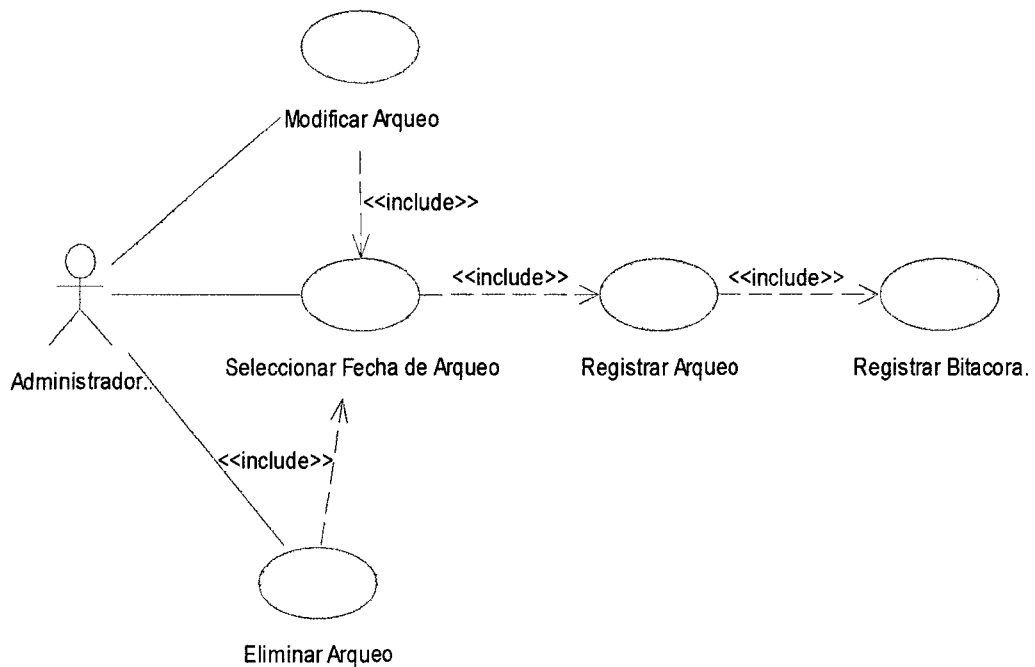 Modificar Arqueo
<<include>>
<<include>>
<<include>>
Seleccionar Fecha de Arqueo
Registrar Arqueo
Registrar Bitacora.
Administrador..
<<include>>
Eliminar Arqueo